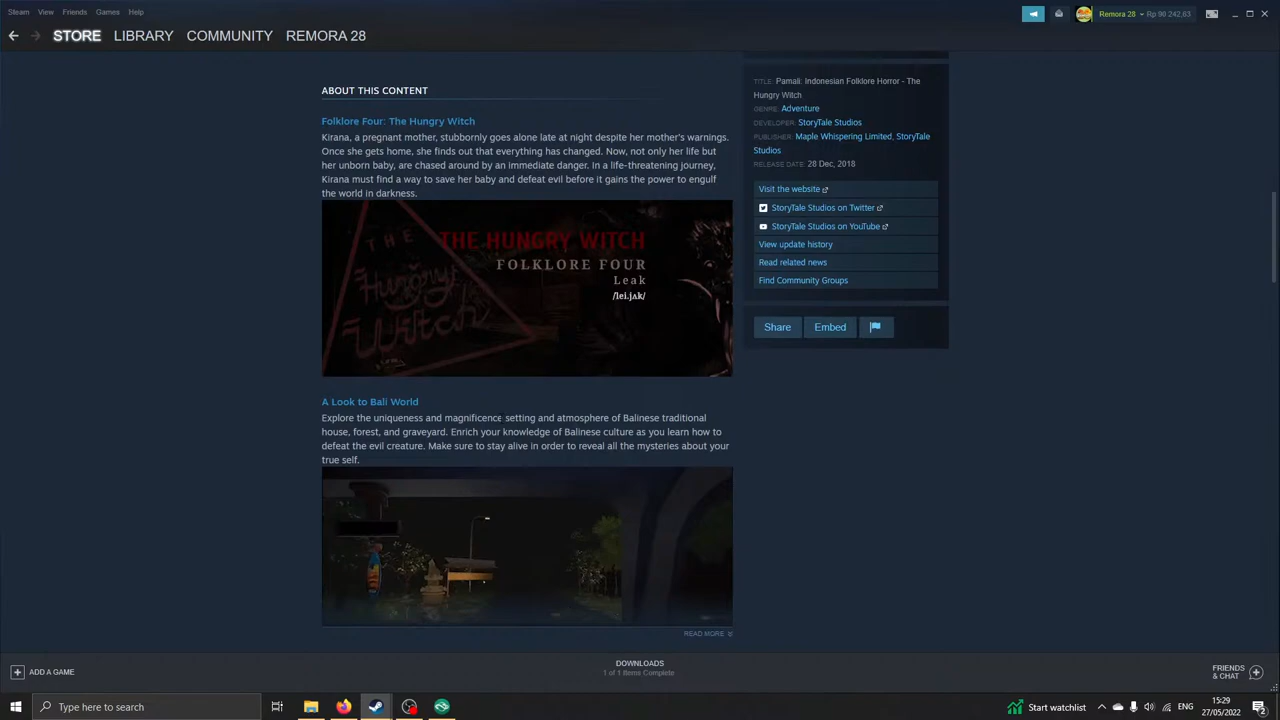 Steam View Friends Games Help
Remora 28 Rp 90 242,63
STORE LIBRARY COMMUNITY REMORA 28
ABOUT THIS CONTENT
Folklore Four: The Hungry Witch
Kirana, a pregnant mother, stubbornly goes alone late at night despite her mother's warnings.
Once she gets home, she finds out that everything has changed. Now, not only her life but
her unborn baby, are chased around by an immediate danger. In a life-threatening journey,
Kirana must find a way to save her baby and defeat evil before it gains the power to engulf
the world in darkness.
THE
Hungry
Witch
THE HUNGRY WITCH
FOLKLORE FOUR
Leak
/lei.jʌk/
A Look to Bali World
Explore the uniqueness and magnificence setting and atmosphere of Balinese traditional
house, forest, and graveyard. Enrich your knowledge of Balinese culture as you learn how to
defeat the evil creature. Make sure to stay alive in order to reveal all the mysteries about your
true self.
READ MORE
TITLE: Pamali: Indonesian Folklore Horror - The
Hungry Witch
GENRE: Adventure
DEVELOPER: StoryTale Studios
PUBLISHER: Maple Whispering Limited, StoryTale
Studios
RELEASE DATE: 28 Dec, 2018
Visit the website
StoryTale Studios on Twitter
StoryTale Studios on YouTube
View update history
Read related news
Find Community Groups
Share Embed
ADD A GAME
DOWNLOADS
1 of 1 Items Complete
FRIENDS
& CHAT
Type here to search
Start watchlist
ENG
15:29
27/05/2022
2